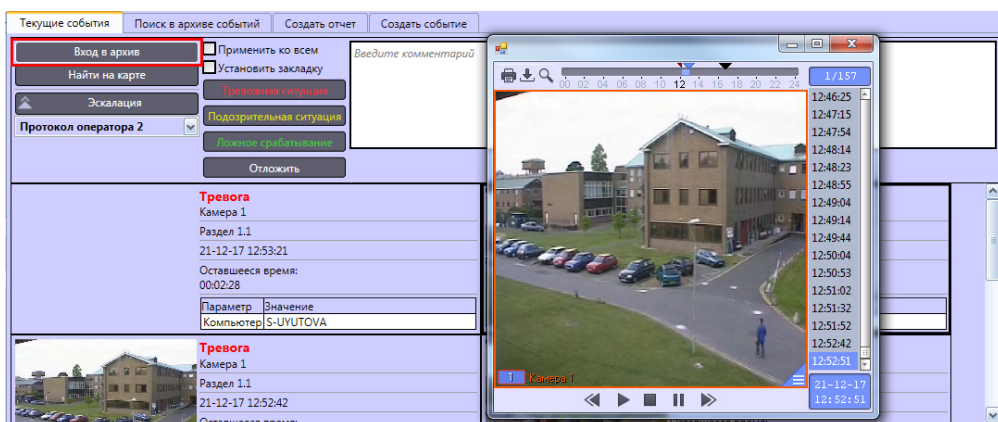 Текущие события
Поиск в архиве событий
Создать отчет
Создать событие
Вход в архив
Найти на карте
Эскалация
Протокол оператора 2
Применить ко всем
Установить закладку
Тревожная ситуация
Подозрительная ситуация
Ложное срабатывание
Отложить
Введите комментарий
00 02 04 06 08 10 12 14 16 18 20 22 24
1/157
12:46:25
12:47:15
12:47:54
12:48:14
12:48:23
12:48:55
12:49:04
12:49:14
12:49:44
12:50:04
12:50:53
12:51:02
12:51:32
12:51:52
12:52:42
12:52:51
21-12-17
12:52:51
1 Камера 1
Тревога
Камера 1
Раздел 1.1
21-12-17 12:53:21
Оставшееся время:
00:02:28
Параметр Значение
Компьютер S-UYUTOVA
Тревога
Камера 1
Раздел 1.1
21-12-17 12:52:42